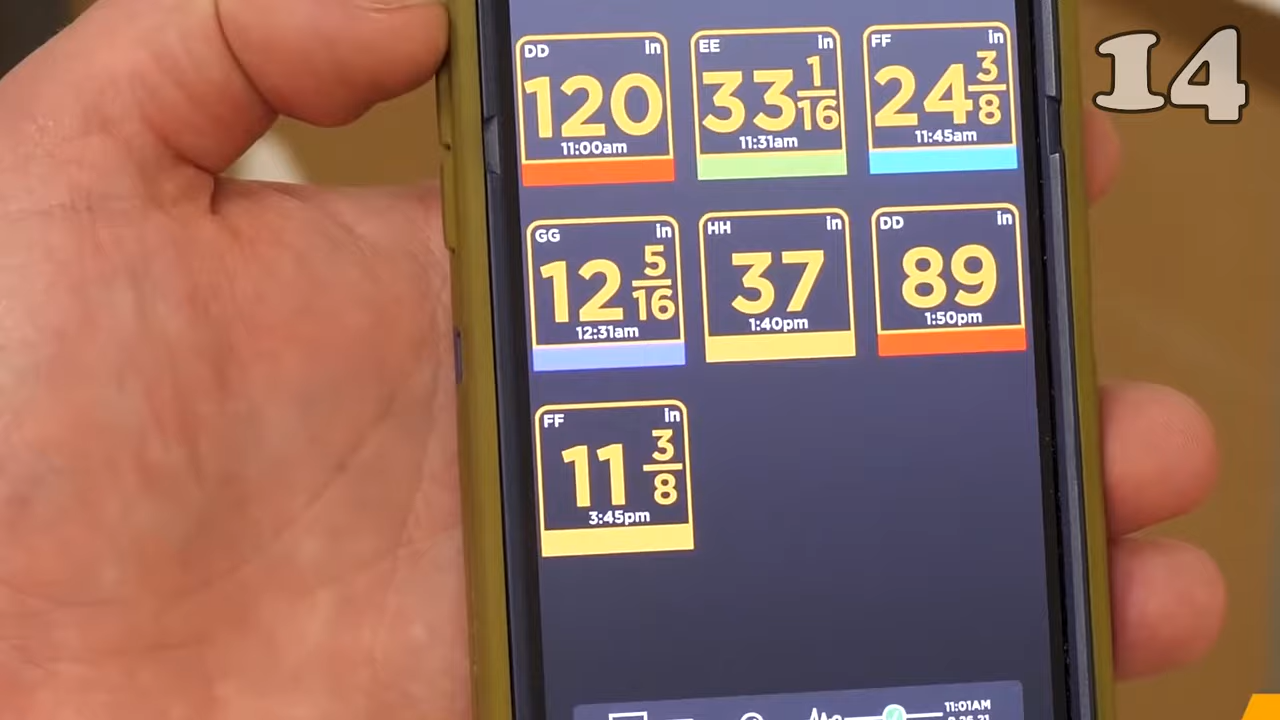 14
DD in
120
11:00am
EE in
33 1/16
11:31am
FF in
24 3/8
11:45am
GG in
12 5/16
12:31am
HH in
37
1:40pm
DD in
89
1:50pm
FF in
11 3/8
3:45pm
11:01AM